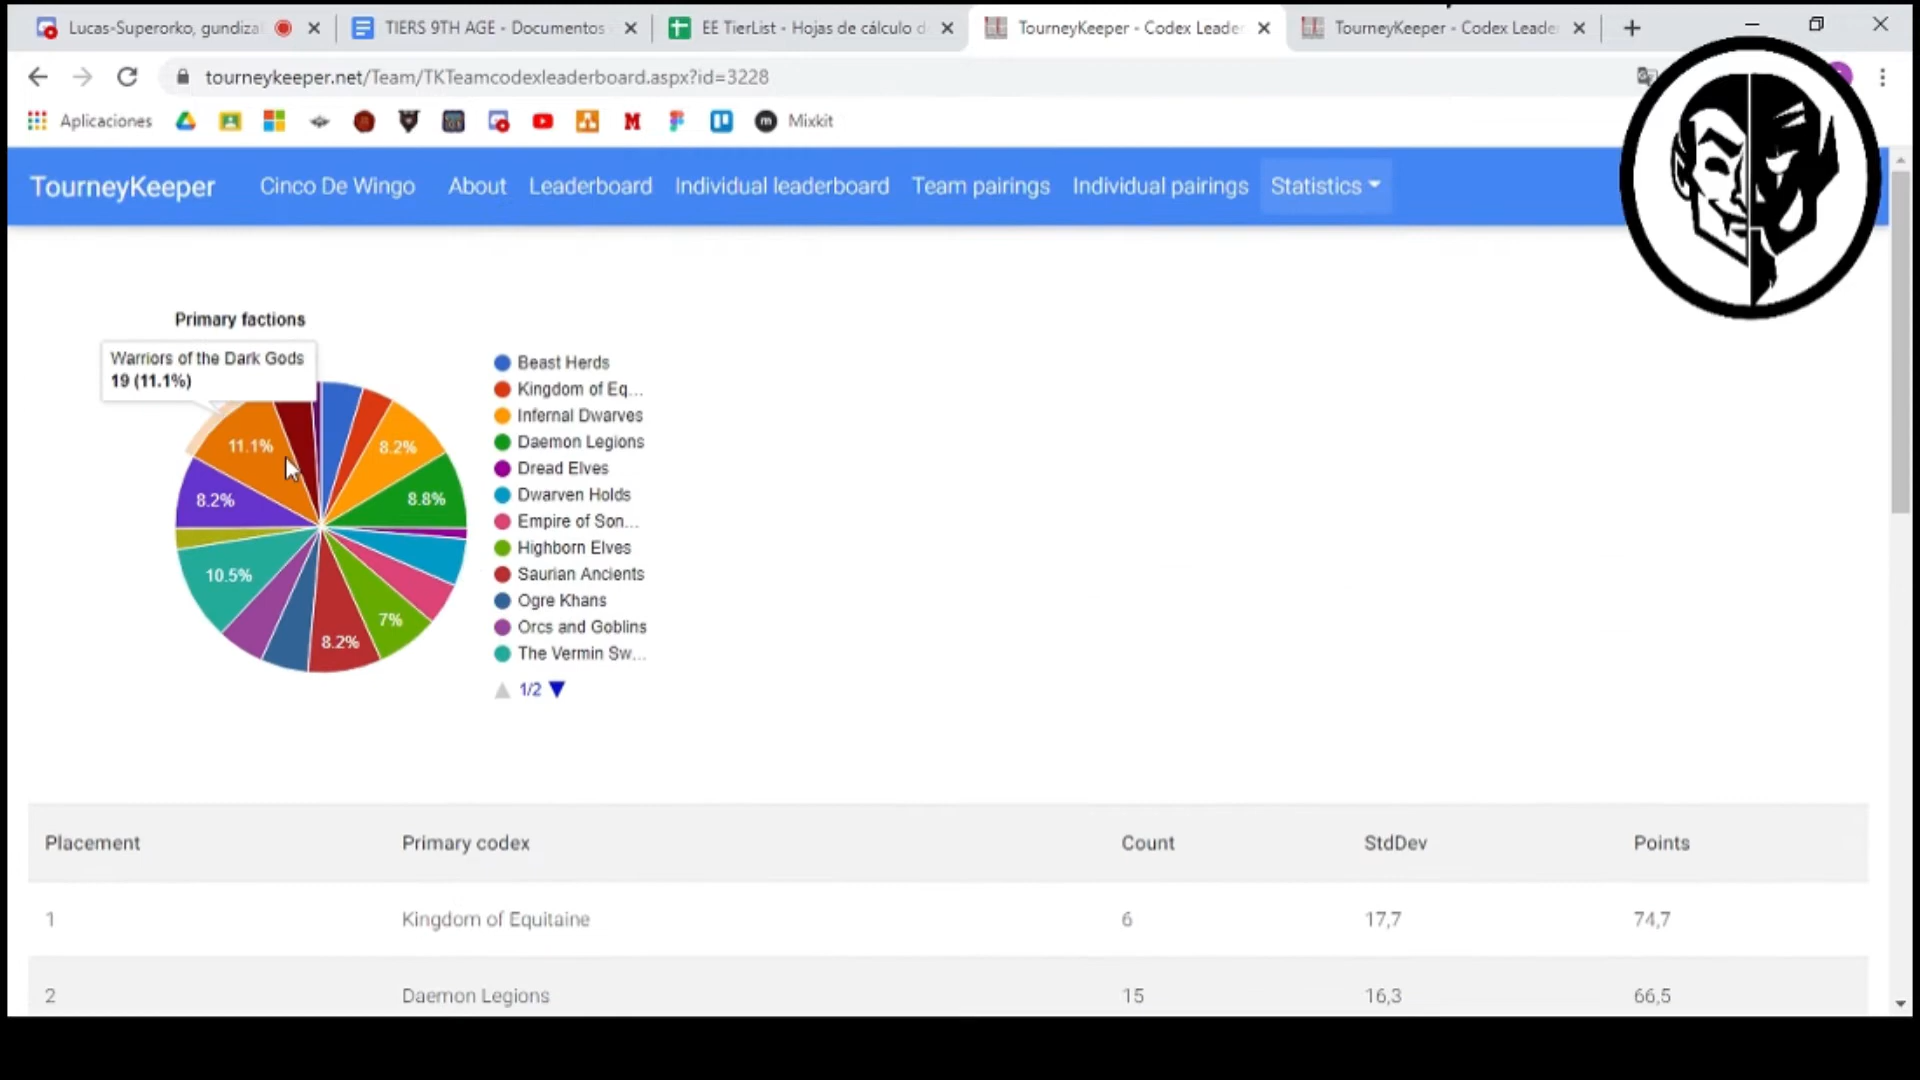 Lucas-Superorko, gundiza
TIERS 9TH AGE - Documentos
EE TierList - Hojas de cálculo d
TourneyKeeper - Codex Leader
TourneyKeeper - Codex Leader
tourneykeeper.net/Team/TKTeamcodexleaderboard.aspx?id=3228
Aplicaciones
Mixkit
TourneyKeeper
Cinco De Wingo
About
Leaderboard
Individual leaderboard
Team pairings
Individual pairings
Statistics
Primary factions
Warriors of the Dark Gods
19 (11.1%)
11.1%
8.2%
8.8%
8.2%
10.5%
7%
8.2%
Beast Herds
Kingdom of Eq...
Infernal Dwarves
Daemon Legions
Dread Elves
Dwarven Holds
Empire of Son...
Highborn Elves
Saurian Ancients
Ogre Khans
Orcs and Goblins
The Vermin Sw...
1/2
Placement Primary codex Count StdDev Points
1 Kingdom of Equitaine 6 17,7 74,7
2 Daemon Legions 15 16,3 66,5